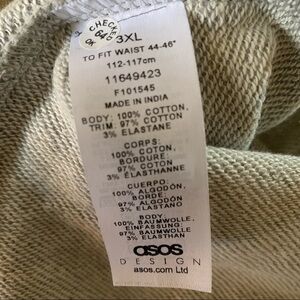 CHECKED
3XL
TO FIT WAIST 44-46"
112-117cm
11649423
F101545
MADE IN INDIA
BODY: 100% COTTON,
TRIM: 97% COTTON
3% ELASTANE
CORPS:
100% COTON,
BORDURE
97% COTON
3% ELASTHANNE
CUERPO:
100% ALGODÓN,
BORDE:
97% ALGODÓN
3% ELASTANO
BODY:
100% BAUMWOLLE,
EINFASSUNG:
97% BAUMWOLLE
3% ELASTHAN
asos
DESIGN
asos.com Ltd